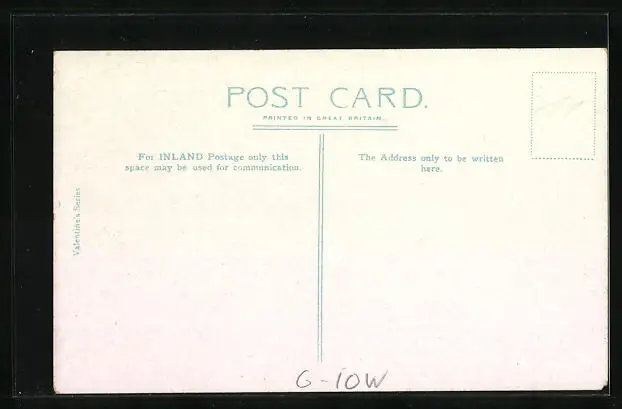 POST CARD.
PRINTED IN GREAT BRITAIN.
For INLAND Postage only this
space may be used for communication.
The Address only to be written
here.
Valentine's Series
G-10W